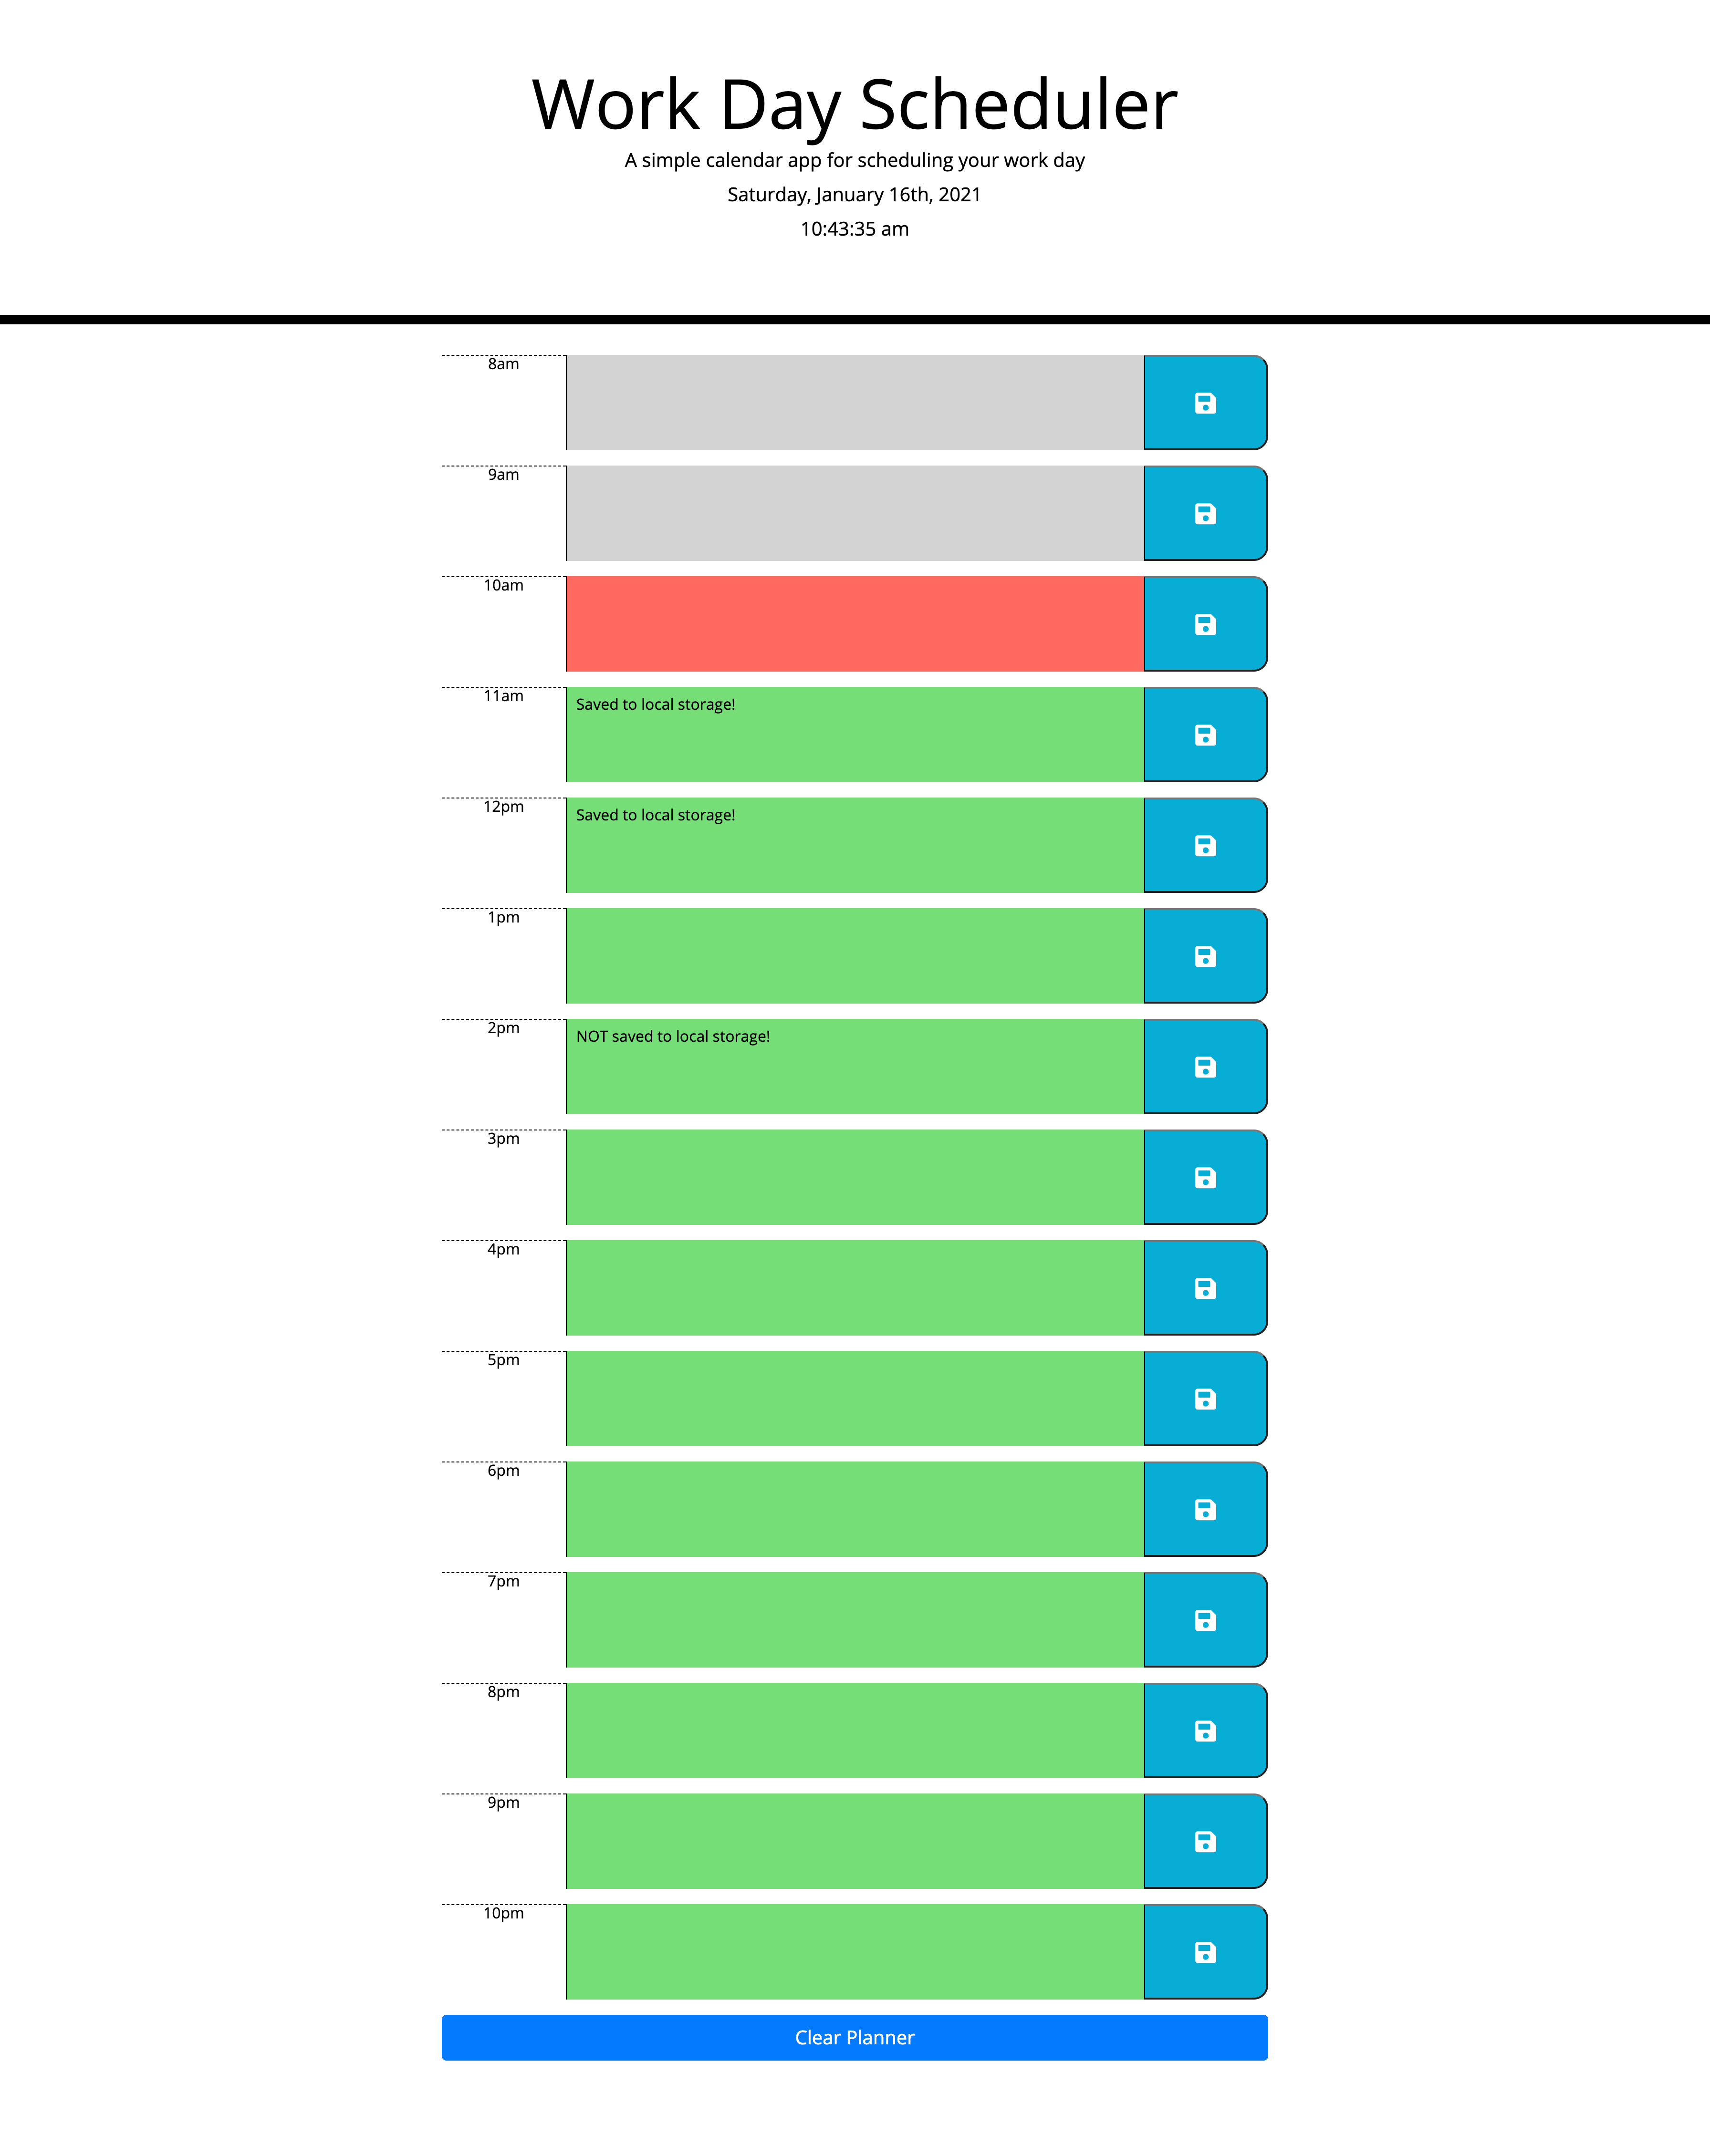 Work Day Scheduler
A simple calendar app for scheduling your work day
Saturday, January 16th, 2021
10:43:35 am
8am
9am
10am
11am
Saved to local storage!
12pm
Saved to local storage!
1pm
2pm
NOT saved to local storage!
3pm
4pm
5pm
6pm
7pm
8pm
9pm
10pm
Clear Planner